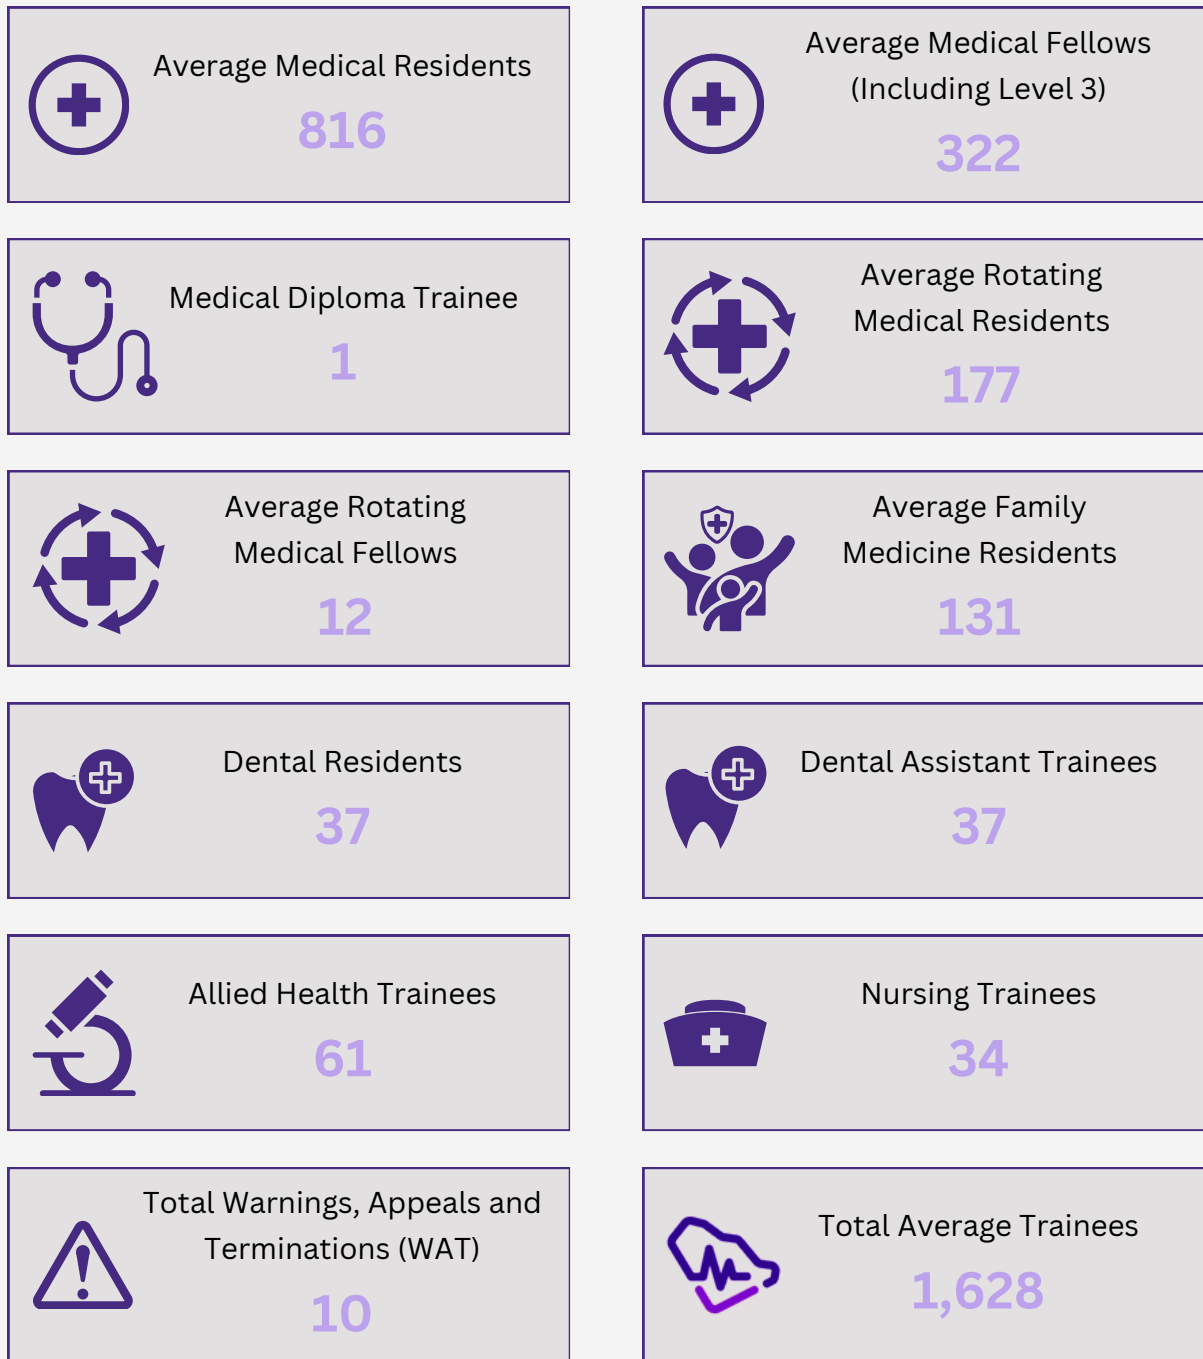 Average Medical Residents
816
Average Medical Fellows
(Including Level 3)
322
Medical Diploma Trainee
1
Average Rotating
Medical Residents
177
Average Rotating
Medical Fellows
12
Average Family
Medicine Residents
131
Dental Residents
37
Dental Assistant Trainees
37
Allied Health Trainees
61
Nursing Trainees
34
Total Warnings, Appeals and
Terminations (WAT)
10
Total Average Trainees
1,628